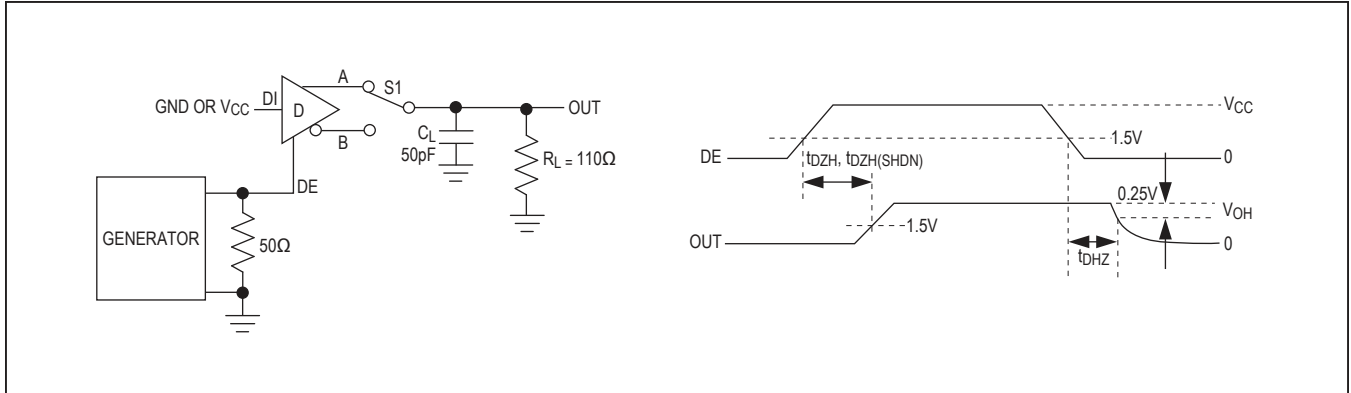 A
S1
GND OR VCC
DI
D
OUT
B
CL
50pF
RL = 110Ω
DE
GENERATOR
50Ω
VCC
1.5V
DE
0
tDZH, tDZH(SHDN)
0.25V
VOH
1.5V
OUT
0
tDHZ